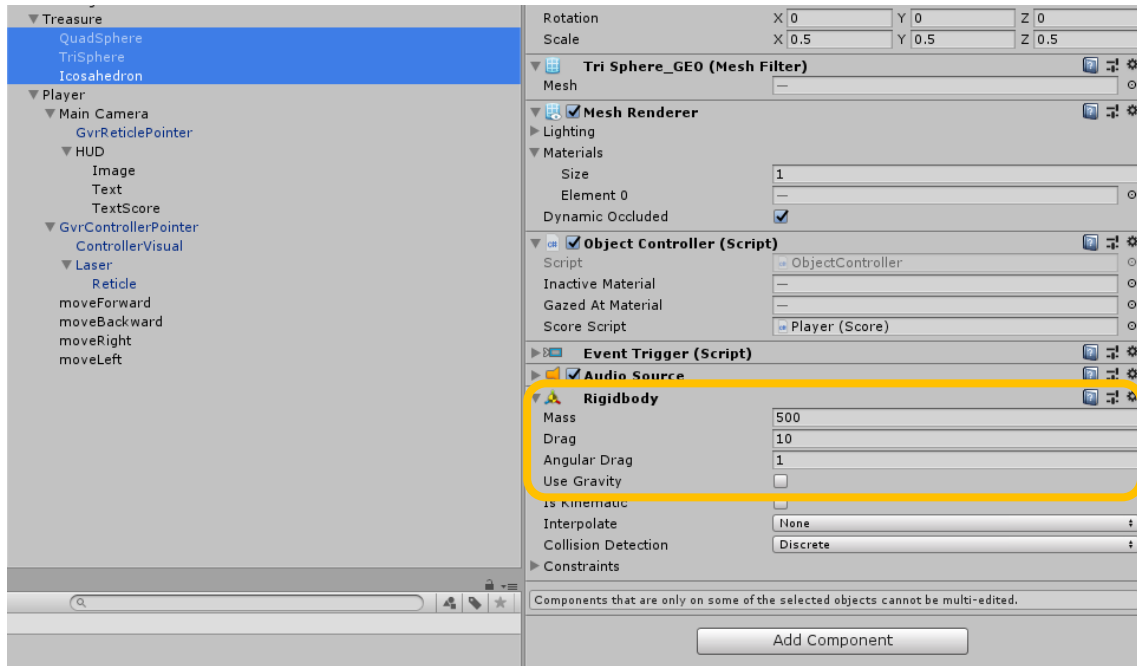 Treasure
QuadSphere
TriSphere
Icosahedron
Player
Main Camera
GvrReticlePointer
HUD
Image
Text
TextScore
GvrControllerPointer
ControllerVisual
Laser
Reticle
moveForward
moveBackward
moveRight
moveLeft
Rotation X 0 Y 0 Z 0
Scale X 0.5 Y 0.5 Z 0.5
Tri Sphere_GEO (Mesh Filter)
Mesh —
Mesh Renderer
Lighting
Materials
Size 1
Element 0 —
Dynamic Occluded
Object Controller (Script)
Script ObjectController
Inactive Material —
Gazed At Material —
Score Script Player (Score)
Event Trigger (Script)
Audio Source
Rigidbody
Mass 500
Drag 10
Angular Drag 1
Use Gravity
Is Kinematic
Interpolate None
Collision Detection Discrete
Constraints
Components that are only on some of the selected objects cannot be multi-edited.
Add Component